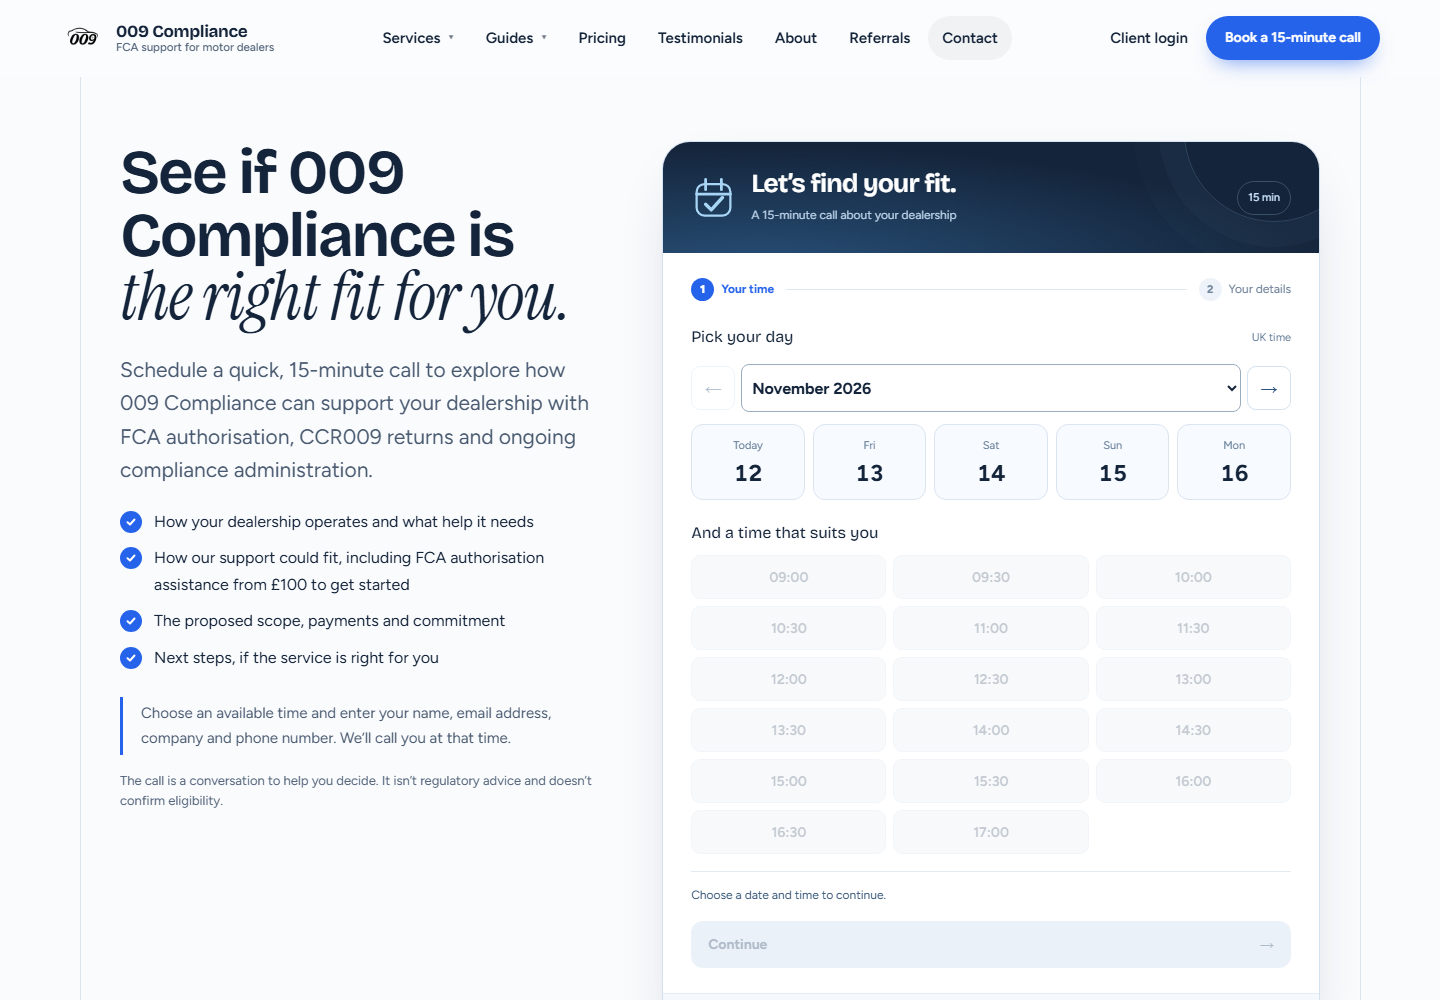 009
009 Compliance
FCA support for motor dealers
Services
Guides
Pricing
Testimonials
About
Referrals
Contact
Client login
Book a 15-minute call
See if 009
Compliance is
the right fit for you.
Schedule a quick, 15-minute call to explore how
009 Compliance can support your dealership with
FCA authorisation, CCR009 returns and ongoing
compliance administration.
How your dealership operates and what help it needs
How our support could fit, including FCA authorisation
assistance from £100 to get started
The proposed scope, payments and commitment
Next steps, if the service is right for you
Choose an available time and enter your name, email address,
company and phone number. We’ll call you at that time.
The call is a conversation to help you decide. It isn’t regulatory advice and doesn’t
confirm eligibility.
Let’s find your fit.
A 15-minute call about your dealership
15 min
1 Your time
2 Your details
Pick your day
UK time
← November 2026 →
Today Fri Sat Sun Mon
12 13 14 15 16
And a time that suits you
09:00 09:30 10:00
10:30 11:00 11:30
12:00 12:30 13:00
13:30 14:00 14:30
15:00 15:30 16:00
16:30 17:00
Choose a date and time to continue.
Continue →